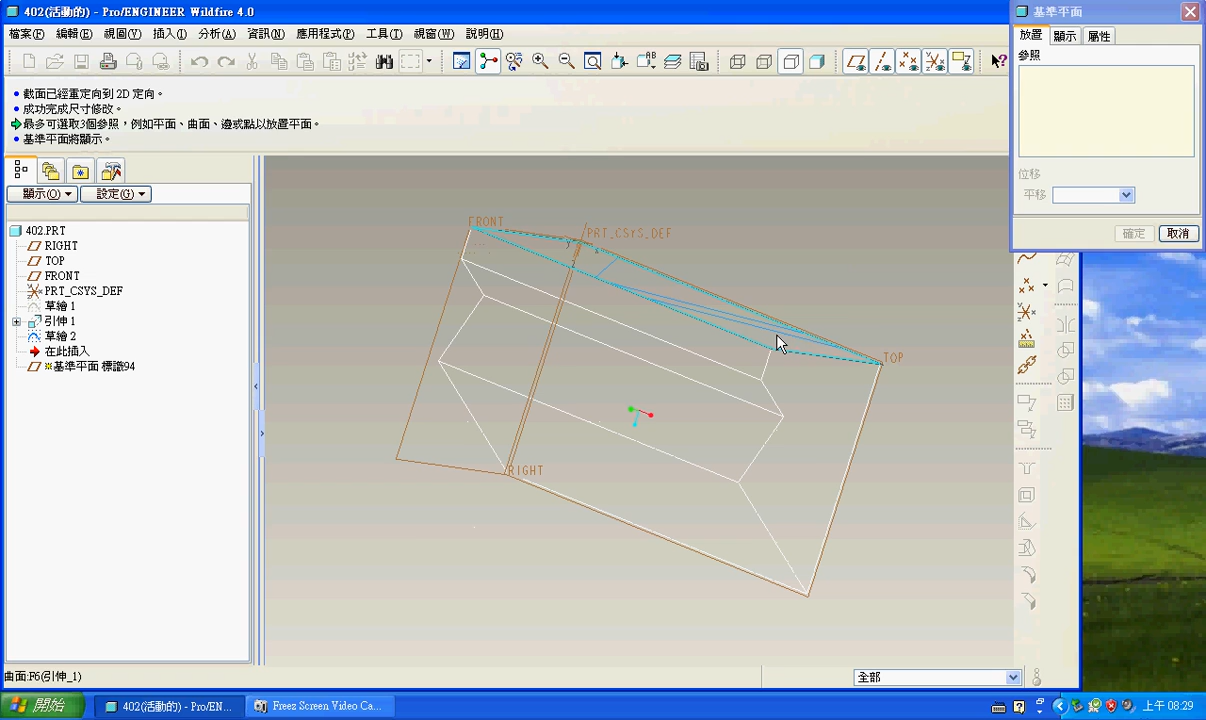 402(活動的) - Pro/ENGINEER Wildfire 4.0
檔案(F) 編輯(E) 視圖(V) 插入(I) 分析(A) 資訊(N) 應用程式(P) 工具(T) 視窗(W) 說明(H)
截面已經重定向到 2D 定向。
成功完成尺寸修改。
最多可選取3個參照，例如平面、曲面、邊或點以放置平面。
基準平面將顯示。
顯示(O) 設定(G)
402.PRT
RIGHT
TOP
FRONT
PRT_CSYS_DEF
草繪 1
引伸 1
草繪 2
在此插入
基準平面 標識94
FRONT
PRT_CSYS_DEF
y
x
z
TOP
RIGHT
基準平面
放置 顯示 屬性
參照
位移
平移
確定 取消
曲面:F6(引伸_1)
全部
開始
402(活動的) - Pro/EN...
Freez Screen Video Ca...
上午 08:29